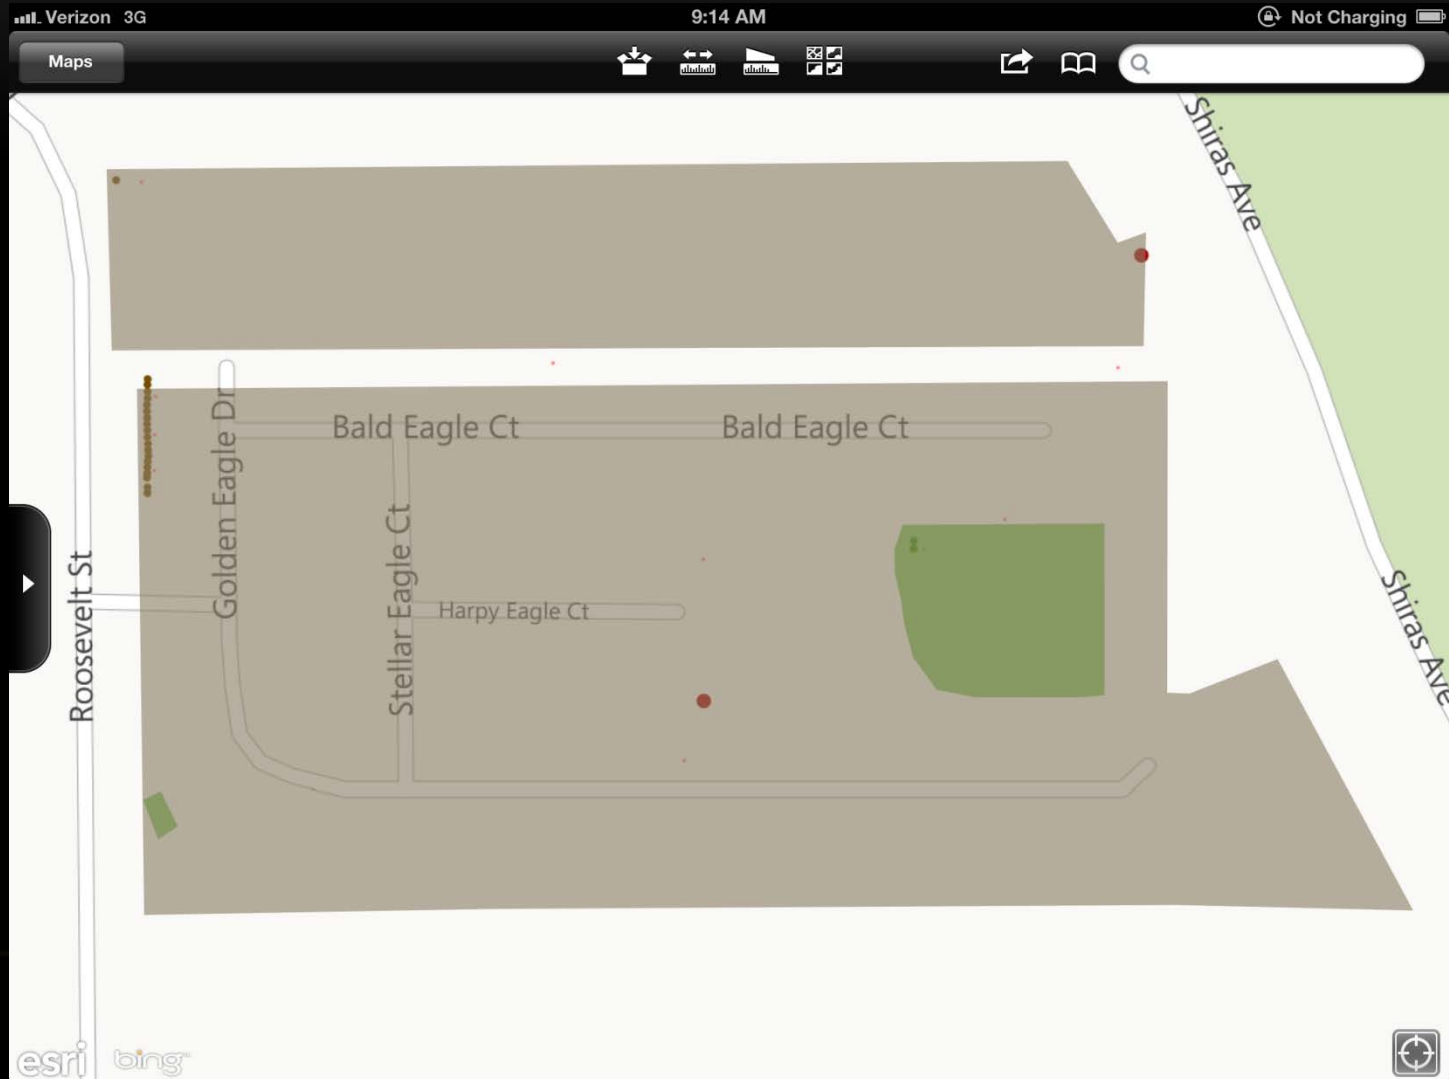 Verizon 3G
9:14 AM
Not Charging
Maps
Shiras Ave
Golden Eagle Dr
Bald Eagle Ct
Bald Eagle Ct
Stellar Eagle Ct
Roosevelt St
Harpy Eagle Ct
Shiras Ave
esri
bing